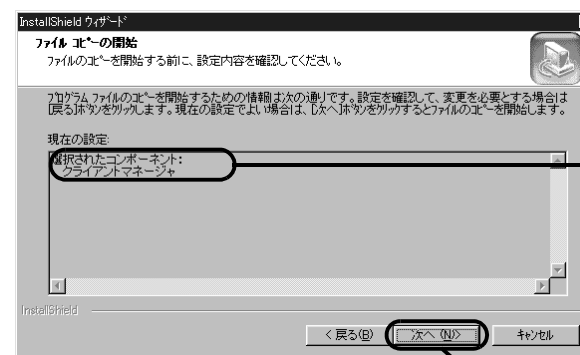 InstallShield ウィザード
ファイル コピーの開始
ファイルのコピーを開始する前に、設定内容を確認してください。
プログラム ファイルのコピーを開始するための情報は次の通りです。設定を確認して、変更を必要とする場合は
[戻る]ボタンをクリックします。現在の設定でよい場合は、[次へ]ボタンをクリックするとファイルのコピーを開始します。
現在の設定:
選択されたコンポーネント:
クライアントマネージャ
InstallShield
< 戻る(B)
次へ (N)>
キャンセル